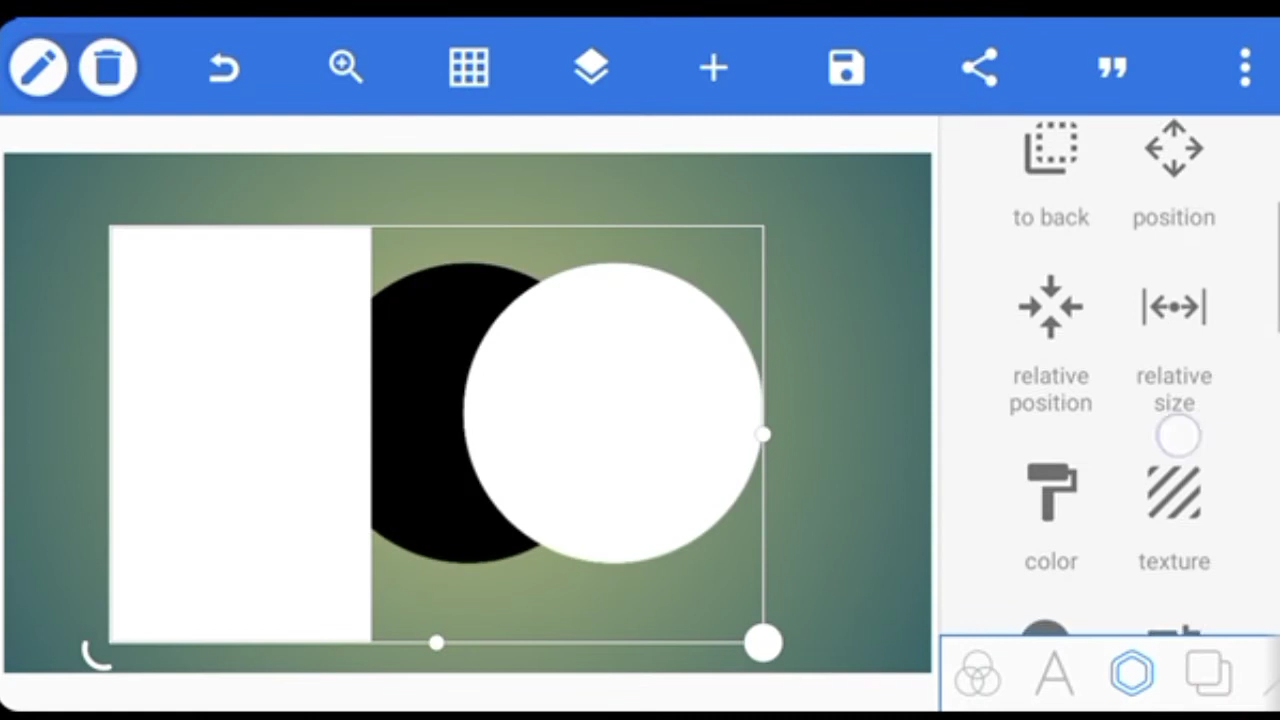 to back
position
relative
position
relative
size
color
texture